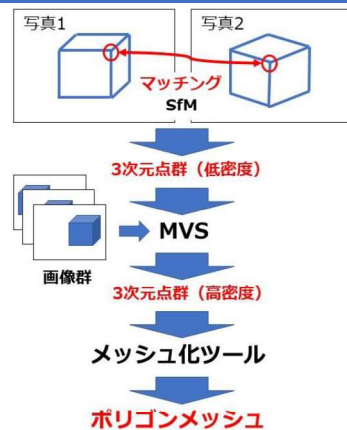 写真1
写真2
マッチング
SfM
3次元点群（低密度）
MVS
画像群
3次元点群（高密度）
メッシュ化ツール
ポリゴンメッシュ